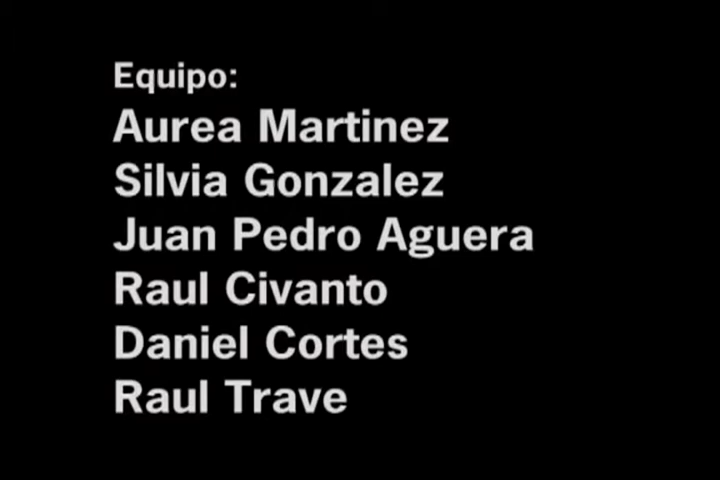 Equipo:
Aurea Martinez
Silvia Gonzalez
Juan Pedro Aguera
Raul Civanto
Daniel Cortes
Raul Trave